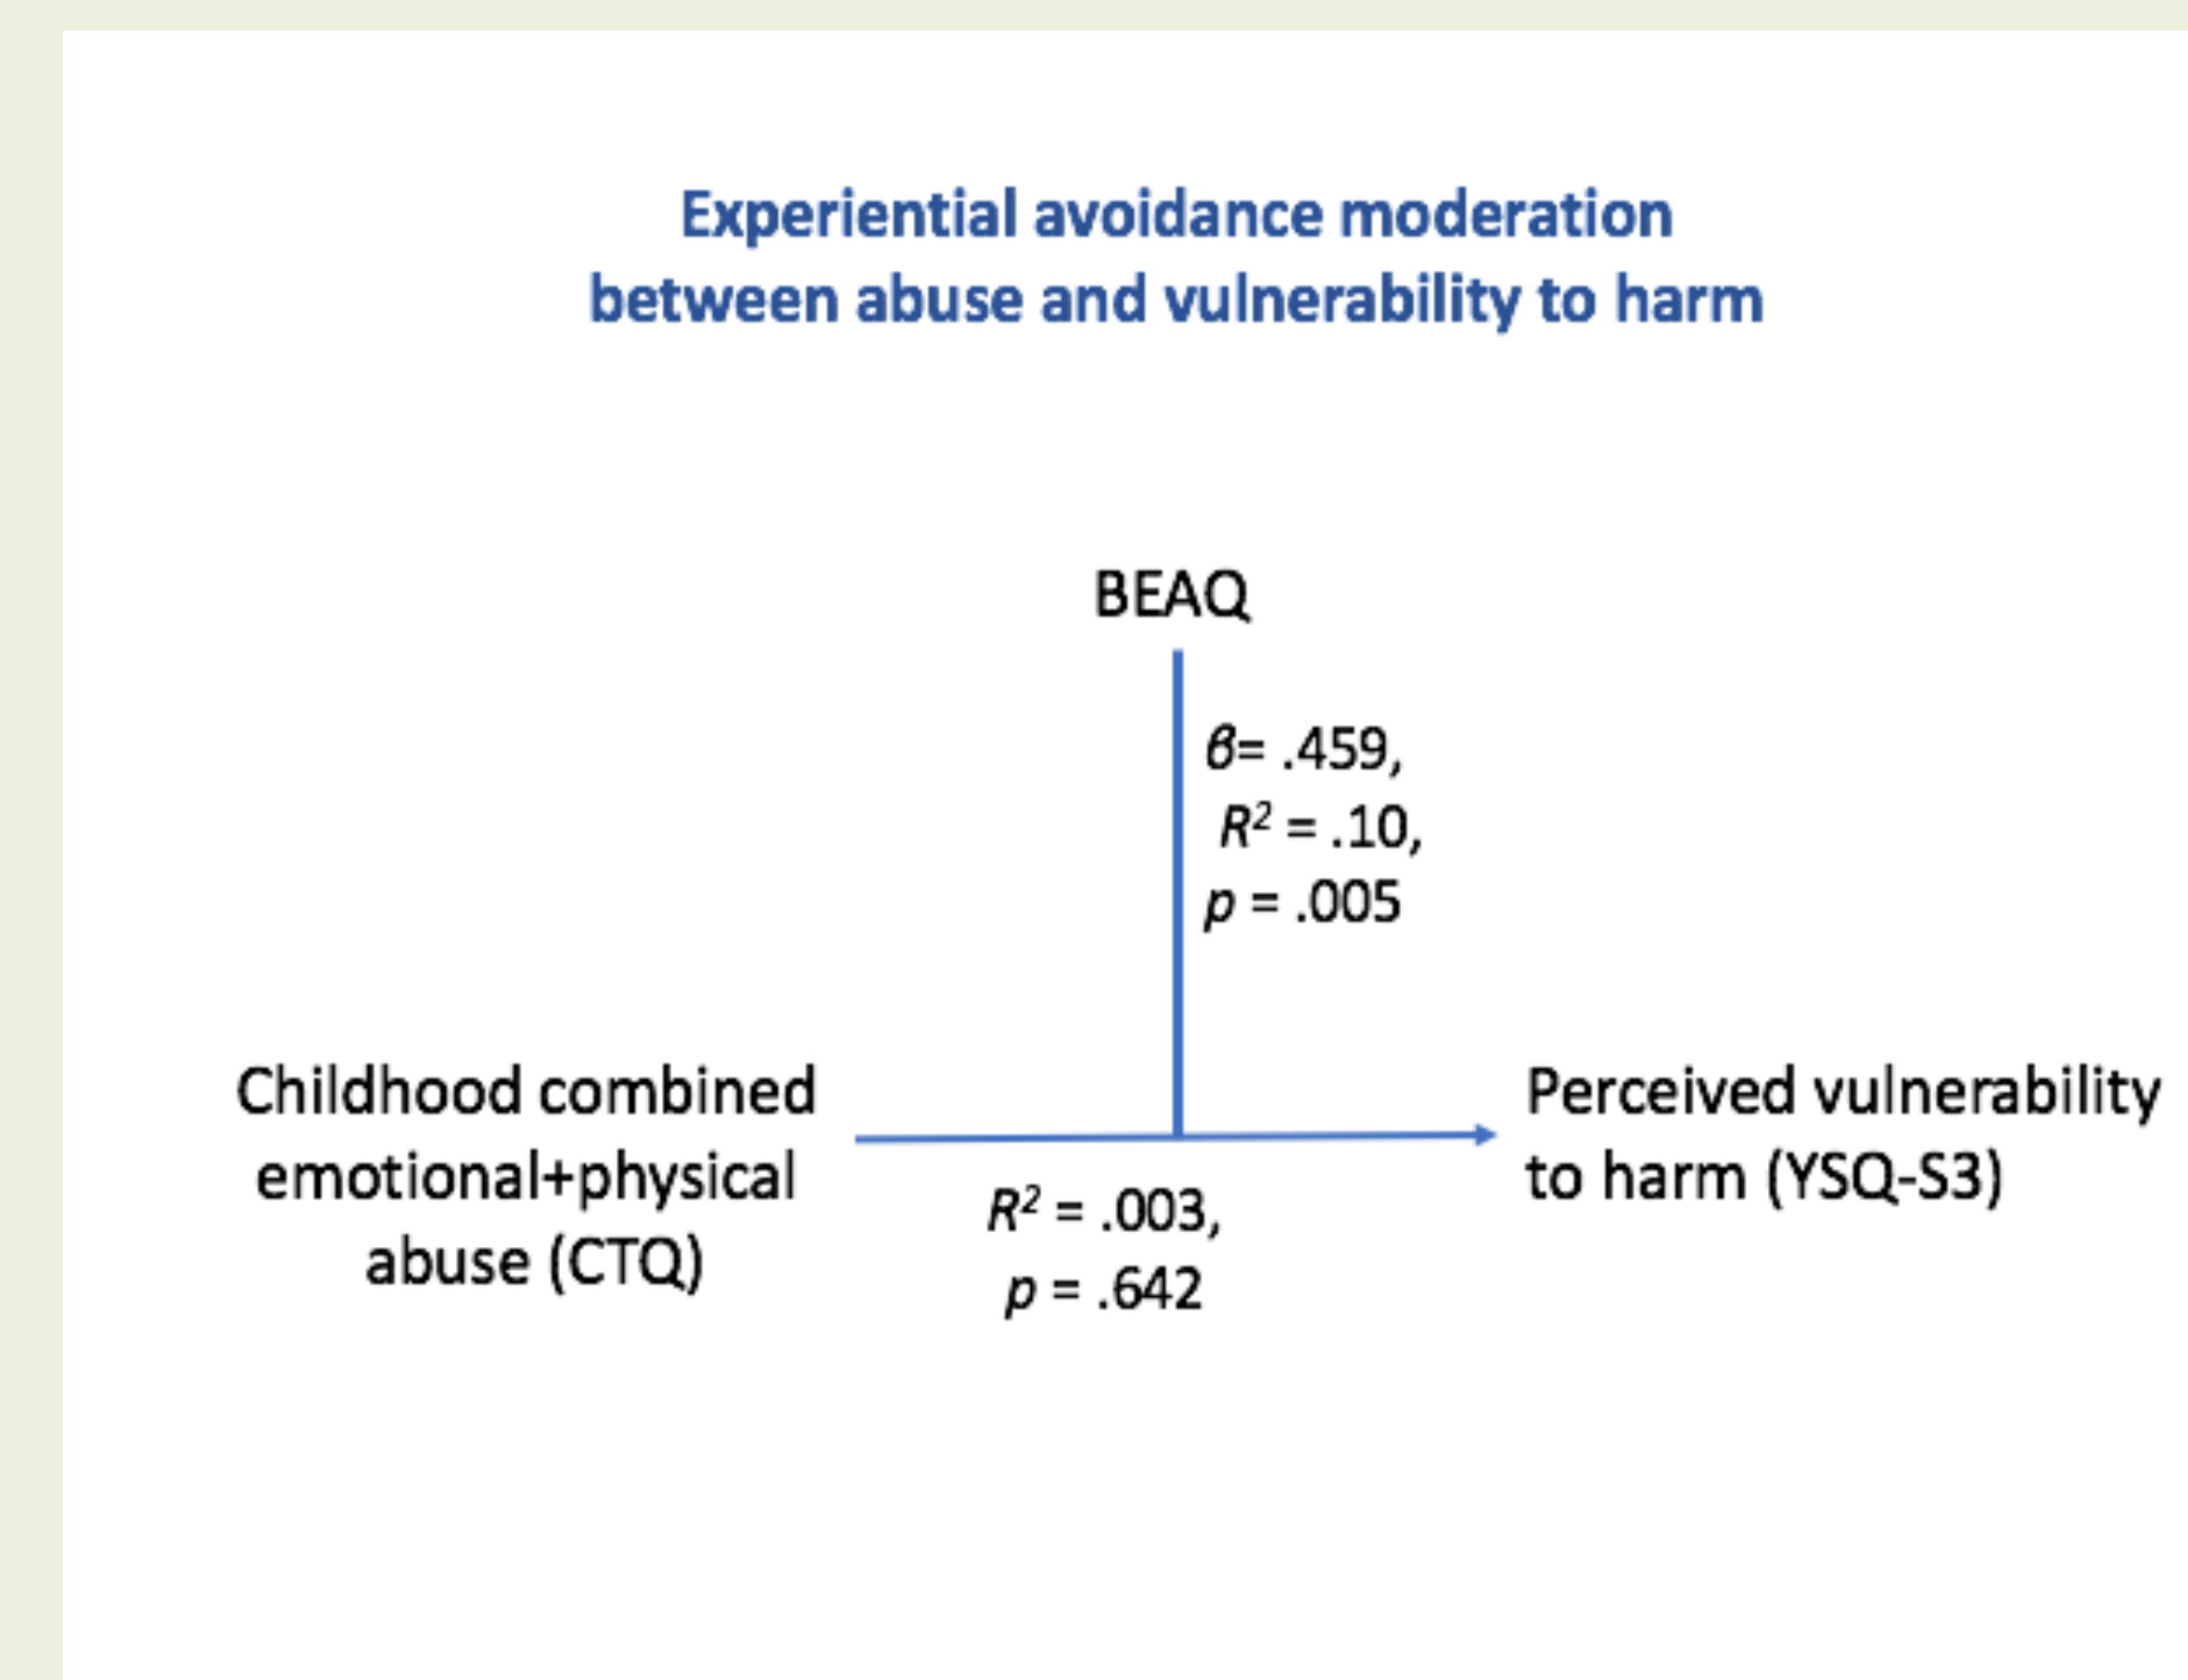 Experiential avoidance moderation
between abuse and vulnerability to harm
BEAQ
β= .459,
R² = .10,
p = .005
Childhood combined
emotional+physical
abuse (CTQ)
R² = .003,
p = .642
Perceived vulnerability
to harm (YSQ-S3)